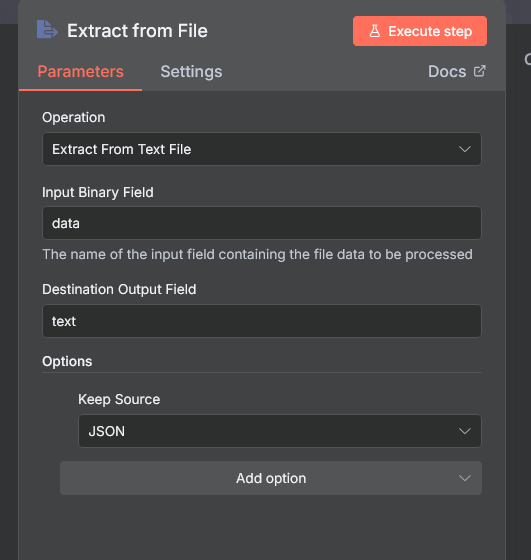 Extract from File
Execute step
Parameters
Settings
Docs
Operation
Extract From Text File
Input Binary Field
data
The name of the input field containing the file data to be processed
Destination Output Field
text
Options
Keep Source
JSON
Add option